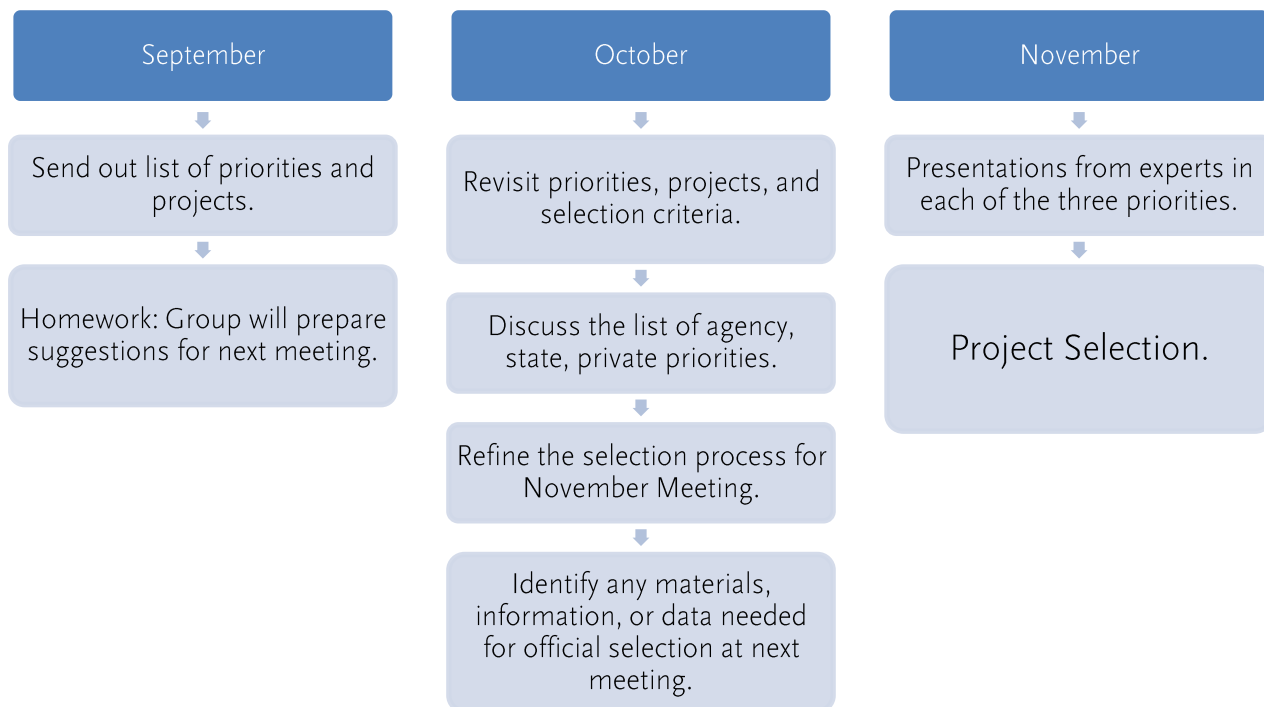 September
Send out list of priorities and
projects.
Homework: Group will prepare
suggestions for next meeting.
October
Revisit priorities, projects, and
selection criteria.
Discuss the list of agency,
state, private priorities.
Refine the selection process for
November Meeting.
Identify any materials,
information, or data needed
for official selection at next
meeting.
November
Presentations from experts in
each of the three priorities.
Project Selection.